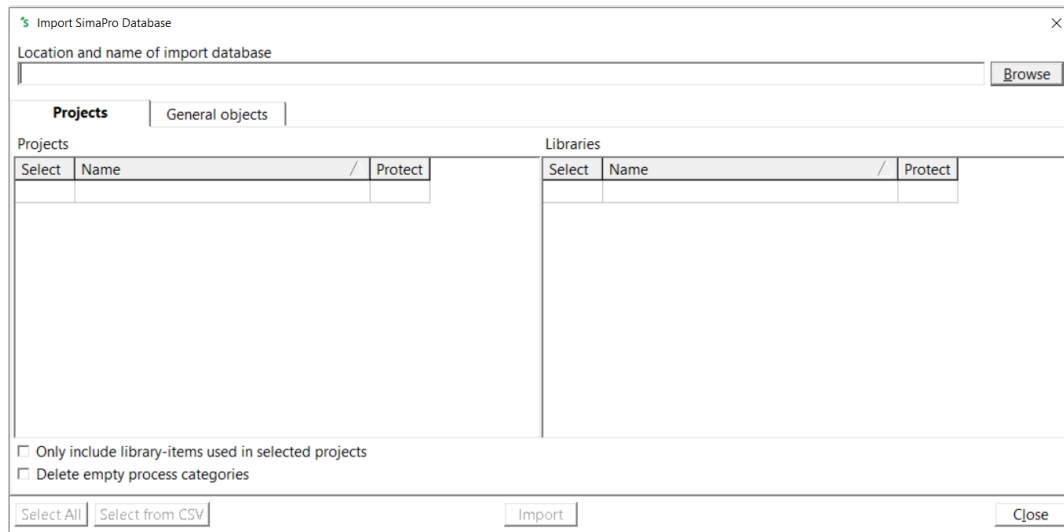 Import SimaPro Database
Location and name of import database
Browse
Projects General objects
Projects Libraries
Select Name Protect Select Name Protect
Only include library-items used in selected projects
Delete empty process categories
Select All Select from CSV Import Close